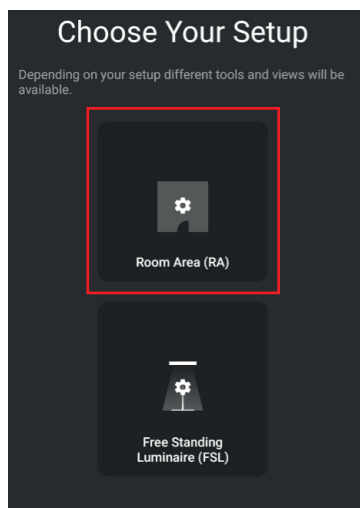 Choose Your Setup
Depending on your setup different tools and views will be
available.
Room Area (RA)
Free Standing
Luminaire (FSL)